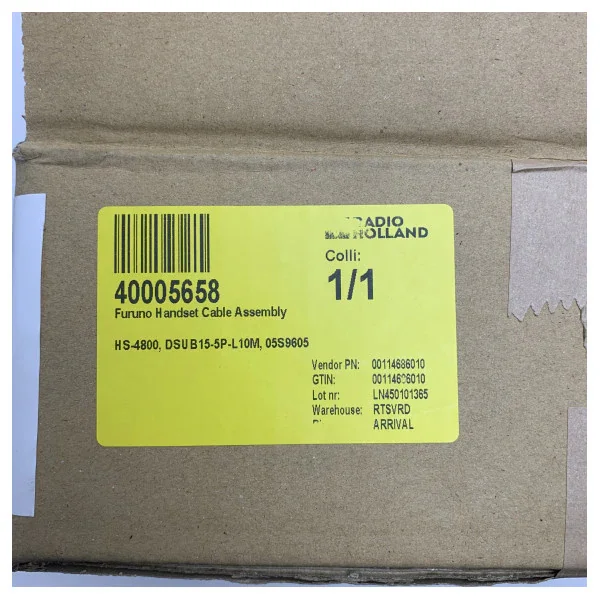 RADIO
HOLLAND
Colli:
1/1
40005658
Furuno Handset Cable Assembly
HS-4800, DSUB15-5P-L10M, 05S9605
Vendor PN: 00114686010
GTIN: 00114686010
Lot nr: LN450101365
Warehouse: RTSVRD
ARRIVAL